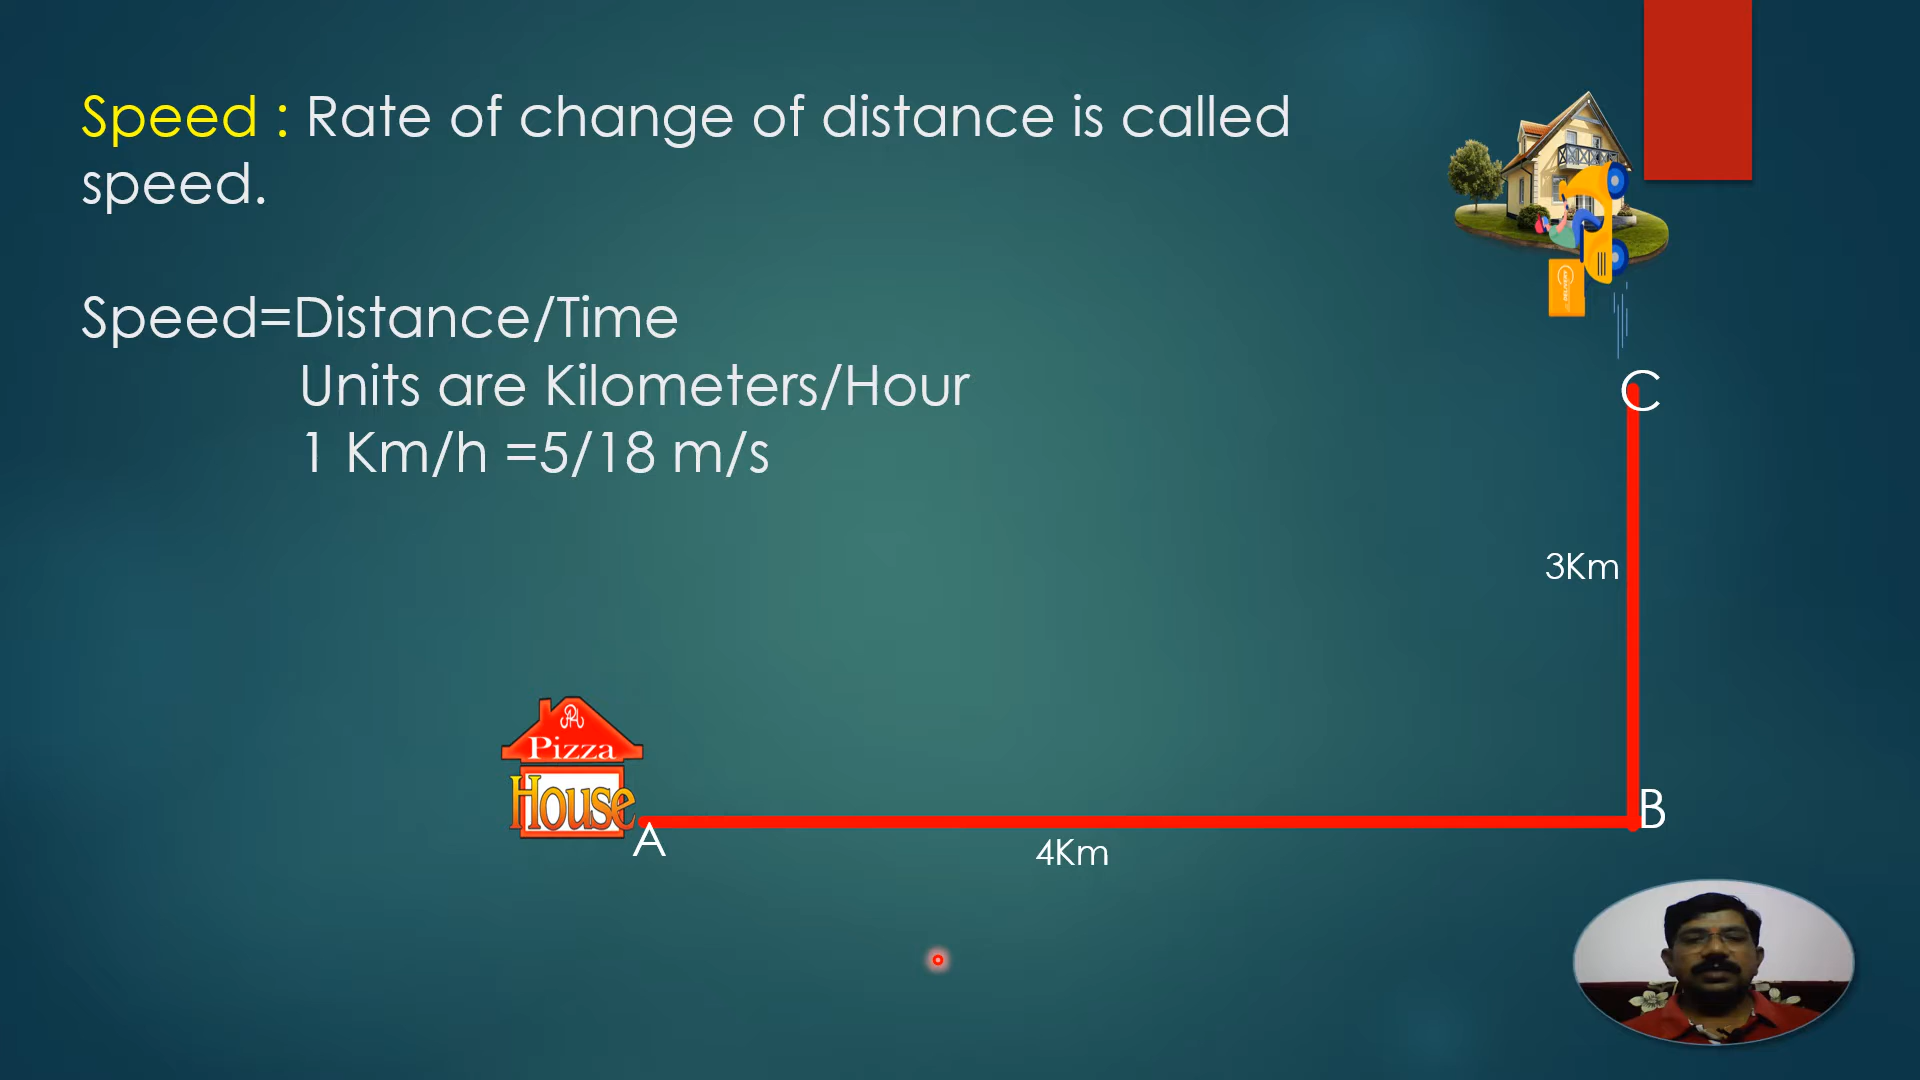 Speed : Rate of change of distance is called
speed.
Speed=Distance/Time
Units are Kilometers/Hour
1 Km/h =5/18 m/s
C
3Km
Pizza
House
A
B
4Km